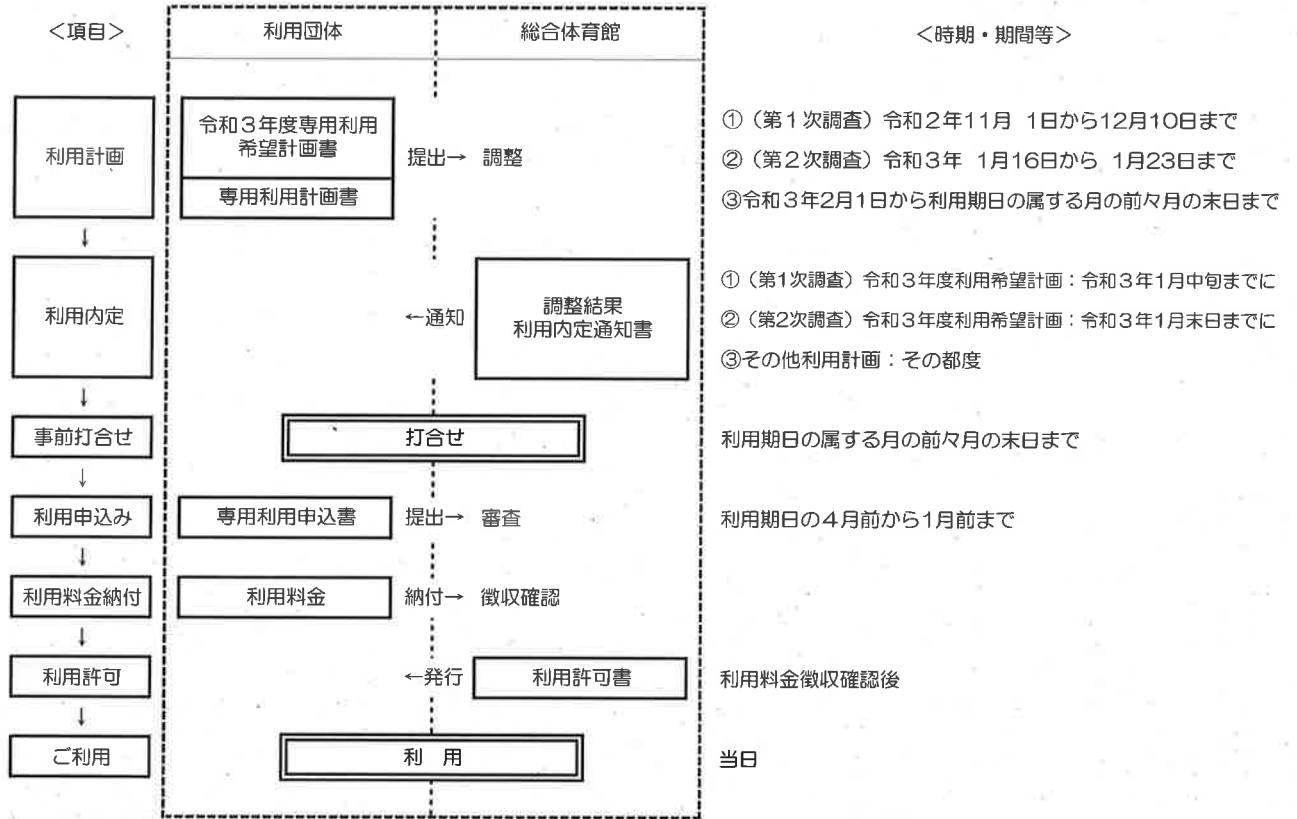 <項目>
利用団体
総合体育館
<時期・期間等>
利用計画
令和3年度専用利用
希望計画書
専用利用計画書
提出→ 調整
①（第1次調査）令和2年11月 1日から12月10日まで
②（第2次調査）令和3年 1月16日から 1月23日まで
③令和3年2月1日から利用期日の属する月の前々月の末日まで
↓
利用内定
←通知
調整結果
利用内定通知書
①（第1次調査）令和3年度利用希望計画：令和3年1月中旬までに
②（第2次調査）令和3年度利用希望計画：令和3年1月末日までに
③その他利用計画：その都度
↓
事前打合せ
打合せ
利用期日の属する月の前々月の末日まで
↓
利用申込み
専用利用申込書
提出→ 審査
利用期日の4月前から1月前まで
↓
利用料金納付
利用料金
納付→ 徴収確認
↓
利用許可
←発行
利用許可書
利用料金徴収確認後
↓
ご利用
利 用
当日